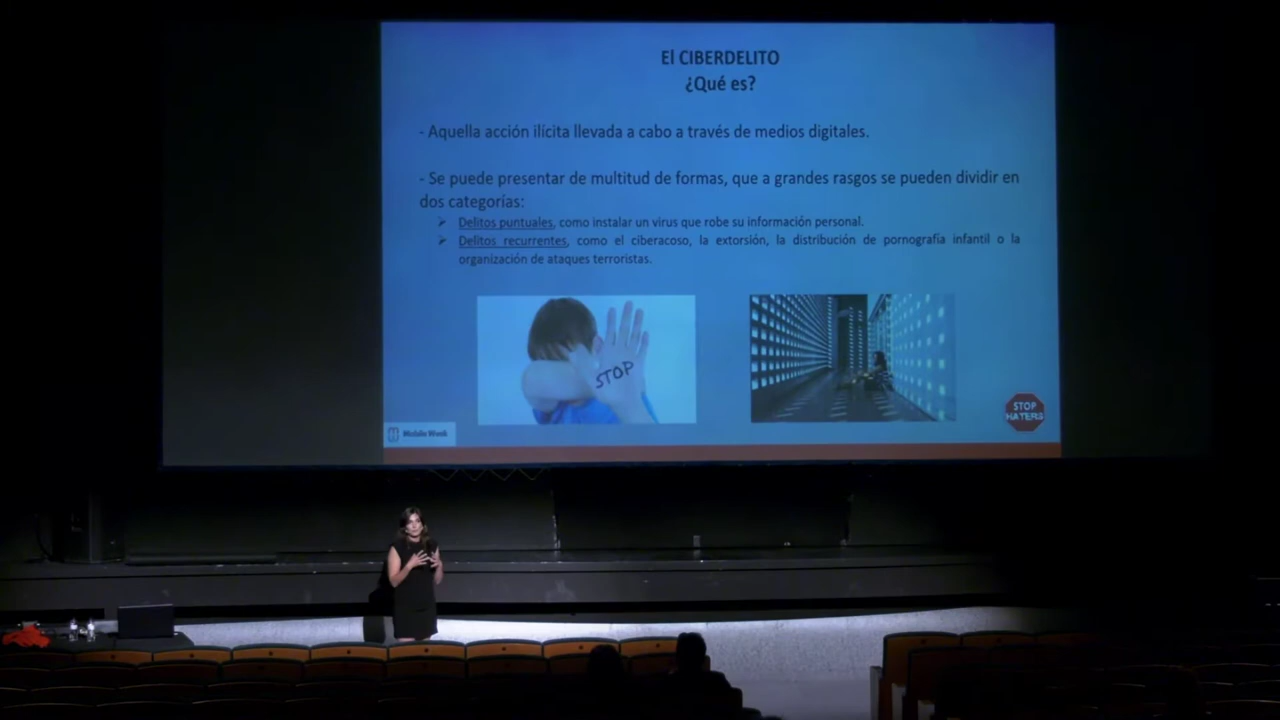 El CIBERDELITO
¿Qué es?
- Aquella acción ilícita llevada a cabo a través de medios digitales.
- Se puede presentar de multitud de formas, que a grandes rasgos se pueden dividir en
dos categorías:
➢ Delitos puntuales, como instalar un virus que robe su información personal.
➢ Delitos recurrentes, como el ciberacoso, la extorsión, la distribución de pornografía infantil o la
organización de ataques terroristas.
STOP
STOP
HATERS
Mobile Week